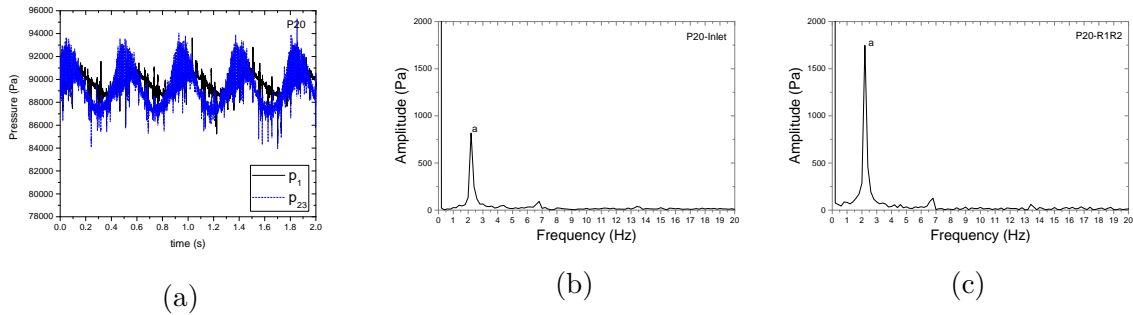 P20
Pressure (Pa)
96000
94000
92000
90000
88000
86000
84000
82000
80000
78000
0.0 0.2 0.4 0.6 0.8 1.0 1.2 1.4 1.6 1.8 2.0
time (s)
p1
p23
(a)
P20-Inlet
a
Amplitude (Pa)
2000
1500
1000
500
0
0 1 2 3 4 5 6 7 8 9 10 11 12 13 14 15 16 17 18 19 20
Frequency (Hz)
(b)
P20-R1R2
a
Amplitude (Pa)
2000
1500
1000
500
0
0 1 2 3 4 5 6 7 8 9 10 11 12 13 14 15 16 17 18 19 20
Frequency (Hz)
(c)